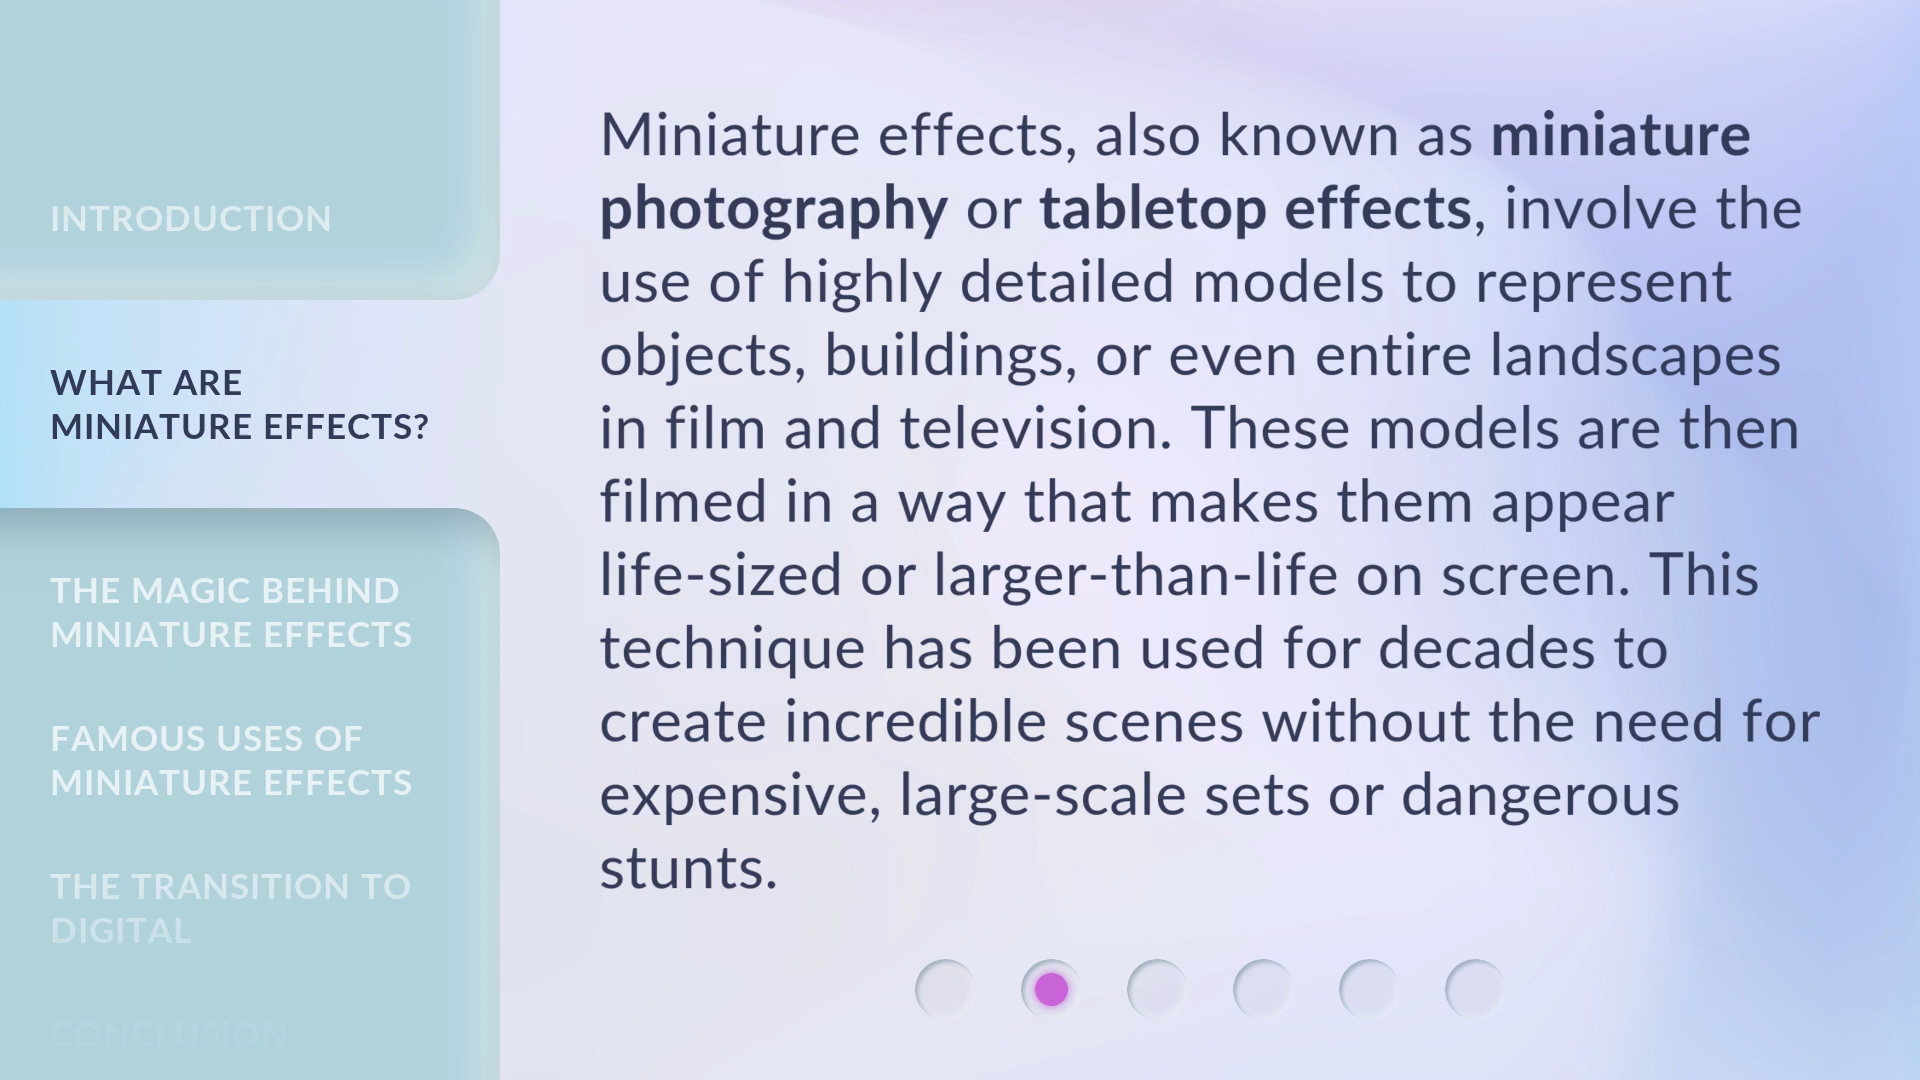 INTRODUCTION
WHAT ARE
MINIATURE EFFECTS?
THE MAGIC BEHIND
MINIATURE EFFECTS
FAMOUS USES OF
MINIATURE EFFECTS
THE TRANSITION TO
DIGITAL
CONCLUSION
Miniature effects, also known as miniature
photography or tabletop effects, involve the
use of highly detailed models to represent
objects, buildings, or even entire landscapes
in film and television. These models are then
filmed in a way that makes them appear
life-sized or larger-than-life on screen. This
technique has been used for decades to
create incredible scenes without the need for
expensive, large-scale sets or dangerous
stunts.